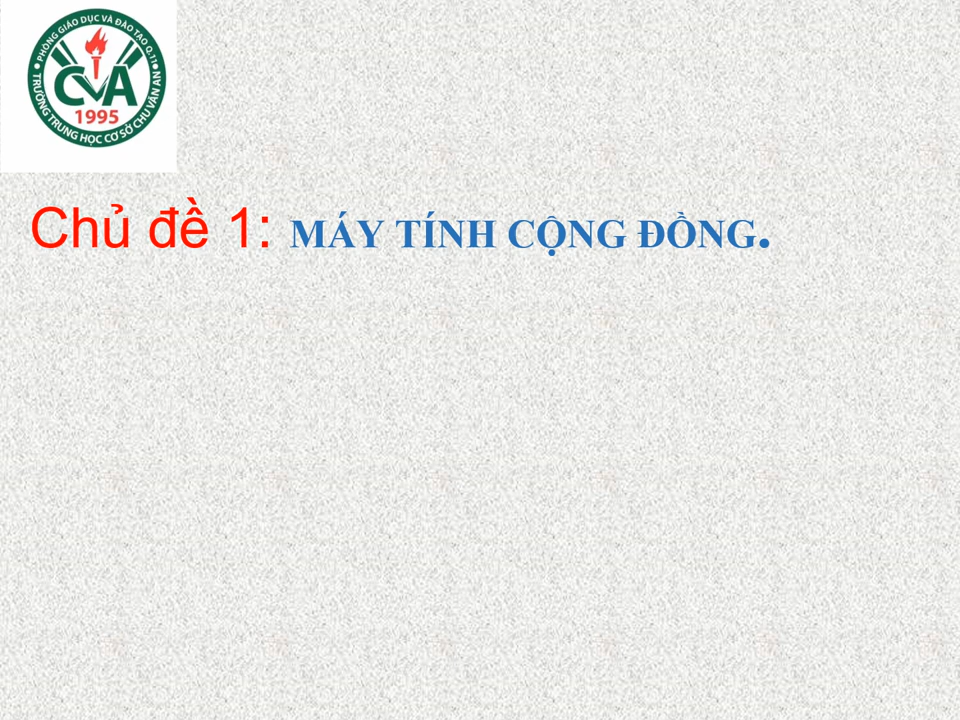 PHÒNG GIÁO DỤC VÀ ĐÀO TẠO Q.11
CVA
1995
TRƯỜNG TRUNG HỌC CƠ SỞ CHU VĂN AN
Chủ đề 1: MÁY TÍNH CỘNG ĐỒNG.